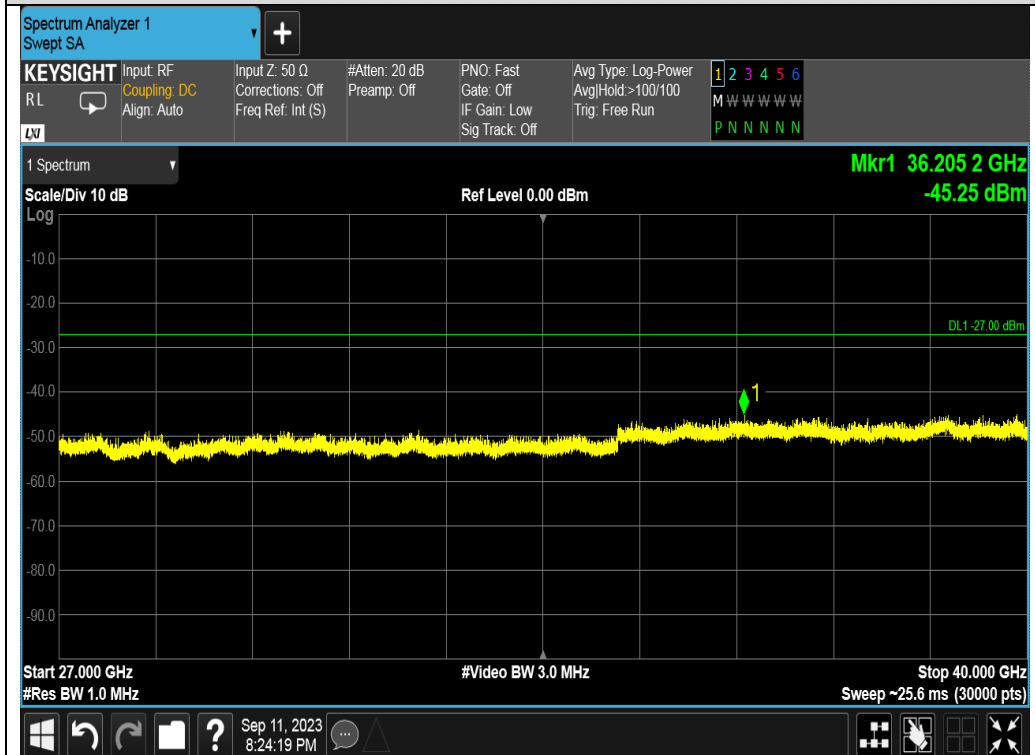 Spectrum Analyzer 1
Swept SA
+
KEYSIGHT
RL
LXI
Input: RF
Coupling: DC
Align: Auto
Input Z: 50 Ω
Corrections: Off
Freq Ref: Int (S)
#Atten: 20 dB
Preamp: Off
PNO: Fast
Gate: Off
IF Gain: Low
Sig Track: Off
Avg Type: Log-Power
Avg|Hold:>100/100
Trig: Free Run
1 2 3 4 5 6
M W W W W W
P N N N N N
1 Spectrum
Mkr1 36.205 2 GHz
-45.25 dBm
Scale/Div 10 dB
Ref Level 0.00 dBm
Log
-10.0
-20.0
DL1 -27.00 dBm
-30.0
-40.0
1
-50.0
-60.0
-70.0
-80.0
-90.0
Start 27.000 GHz
#Video BW 3.0 MHz
Stop 40.000 GHz
#Res BW 1.0 MHz
Sweep ~25.6 ms (30000 pts)
?
Sep 11, 2023
8:24:19 PM